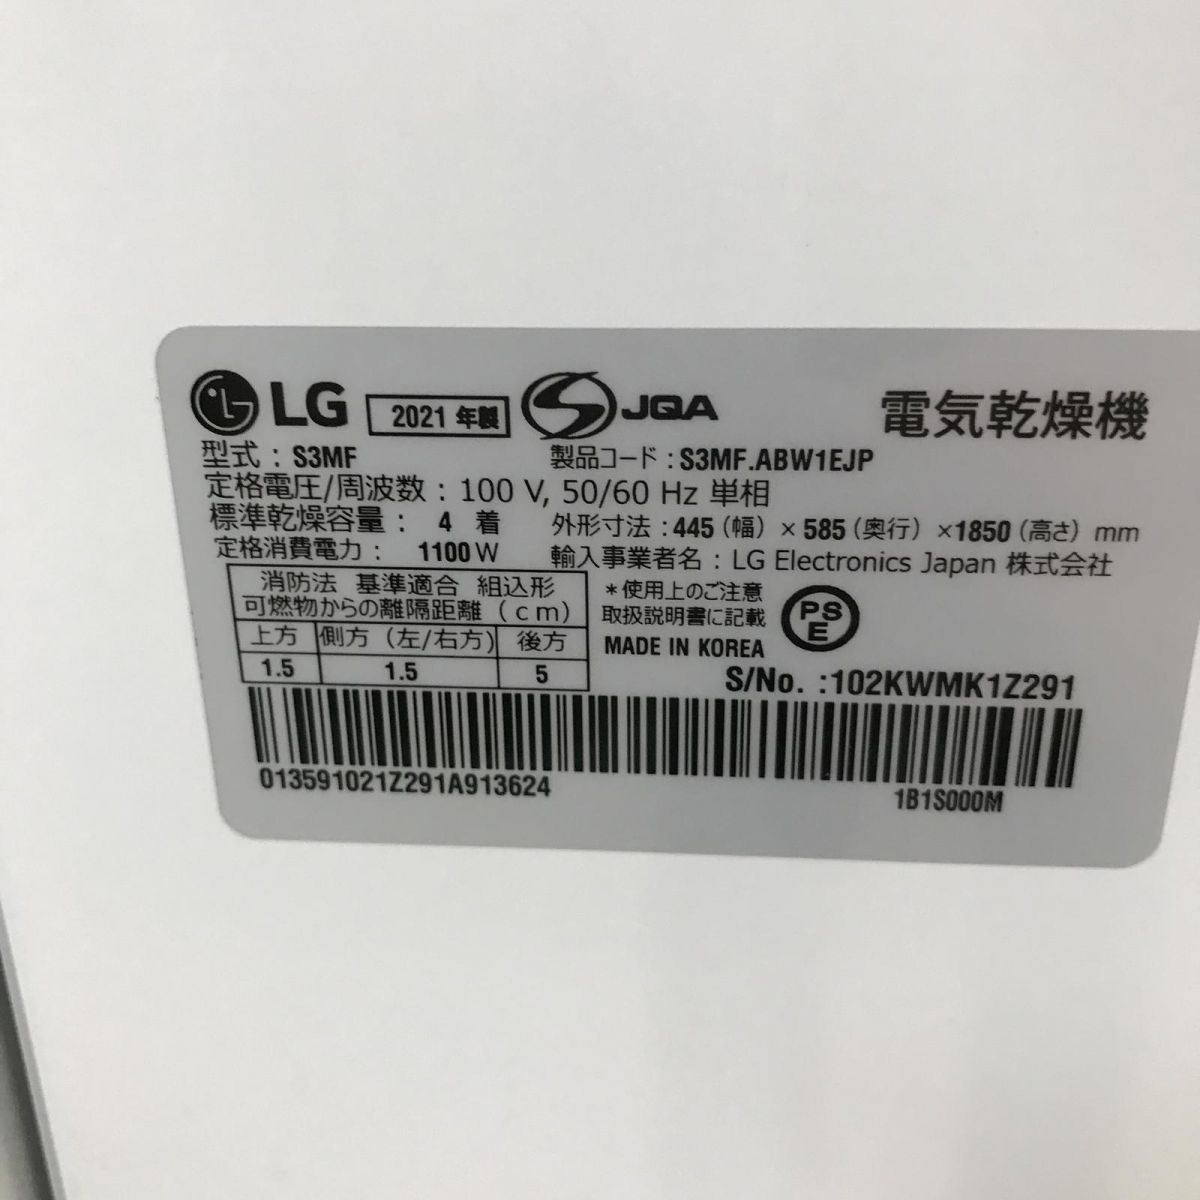 LG 2021 年製 S JQA 電気乾燥機
型式 : S3MF 製品コード : S3MF.ABW1EJP
定格電圧/周波数 : 100 V, 50/60 Hz 単相
標準乾燥容量 : 4 着 外形寸法 : 445 (幅) × 585 (奥行) ×1850 (高さ) mm
定格消費電力 : 1100 W 輸入事業者名 : LG Electronics Japan 株式会社
消防法 基準適合 組込形
可燃物からの離隔距離 (cm)
上方 側方 (左/右方) 後方
1.5 1.5 5
*使用上のご注意
取扱説明書に記載
MADE IN KOREA
PS
E
S/No. :102KWMK1Z291
013591021Z291A913624 1B1S000M